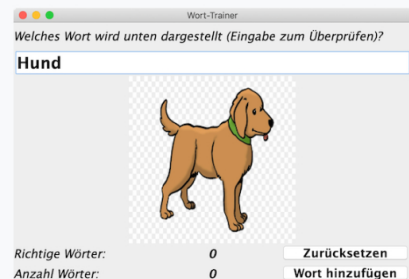 Wort-Trainer
Welches Wort wird unten dargestellt (Eingabe zum Überprüfen)?
Hund
Richtige Wörter: 0 Zurücksetzen
Anzahl Wörter: 0 Wort hinzufügen